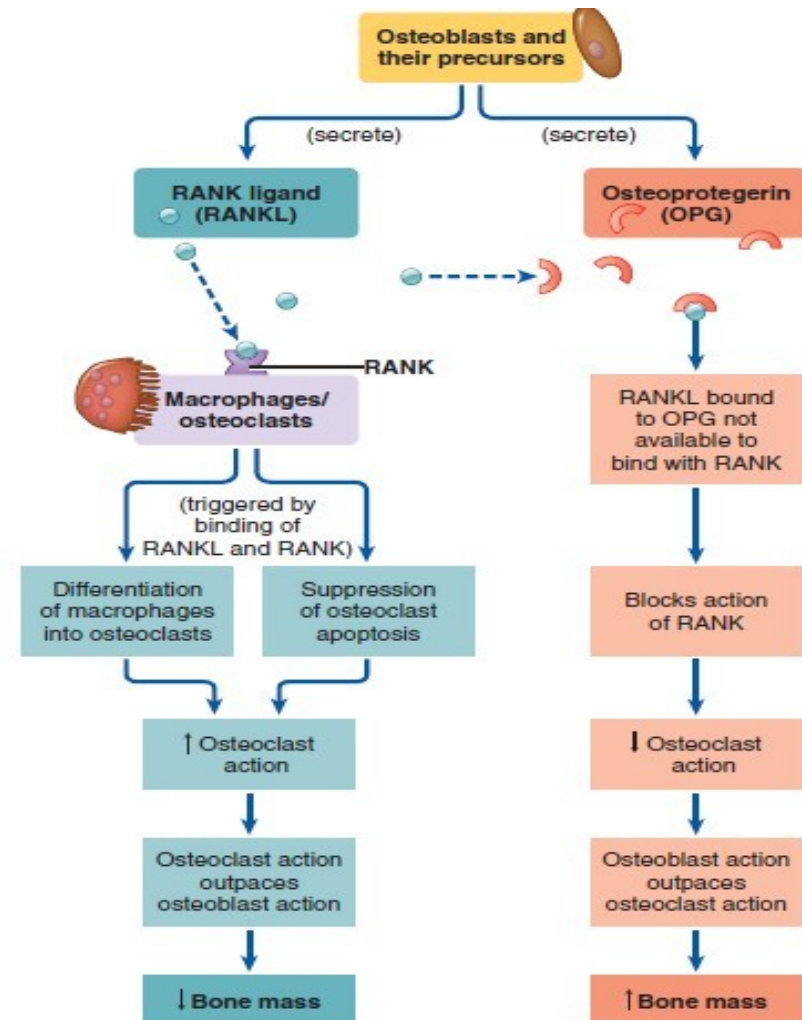 Osteoblasts and
their precursors
(secrete)
(secrete)
RANK ligand
(RANKL)
Osteoprotegerin
(OPG)
RANK
Macrophages/
osteoclasts
RANKL bound
to OPG not
available to
bind with RANK
(triggered by
binding of
RANKL and RANK)
Differentiation
of macrophages
into osteoclasts
Suppression
of osteoclast
apoptosis
Blocks action
of RANK
↑ Osteoclast
action
↓ Osteoclast
action
Osteoclast action
outpaces
osteoblast action
Osteoblast action
outpaces
osteoclast action
↓ Bone mass
↑ Bone mass